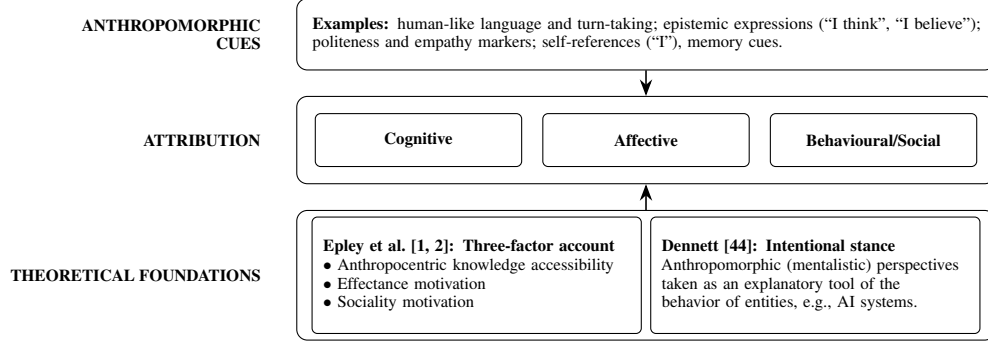 ANTHROPOMORPHIC
CUES
Examples: human-like language and turn-taking; epistemic expressions (“I think”, “I believe”);
politeness and empathy markers; self-references (“I”), memory cues.
ATTRIBUTION
Cognitive
Affective
Behavioural/Social
THEORETICAL FOUNDATIONS
Epley et al. [1, 2]: Three-factor account
• Anthropocentric knowledge accessibility
• Effectance motivation
• Sociality motivation
Dennett [44]: Intentional stance
Anthropomorphic (mentalistic) perspectives
taken as an explanatory tool of the
behavior of entities, e.g., AI systems.